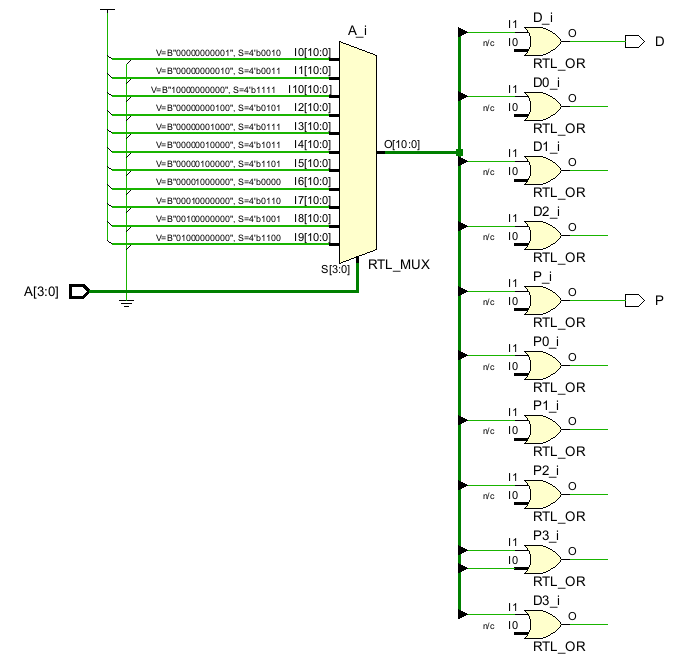 A_i
V=B"00000000001", S=4'b0010 I0[10:0]
V=B"00000000010", S=4'b0011 I1[10:0]
V=B"10000000000", S=4'b1111 I10[10:0]
V=B"00000000100", S=4'b0101 I2[10:0]
V=B"00000001000", S=4'b0111 I3[10:0]
V=B"00000010000", S=4'b1011 I4[10:0]
V=B"00000100000", S=4'b1101 I5[10:0]
V=B"00001000000", S=4'b0000 I6[10:0]
V=B"00010000000", S=4'b0110 I7[10:0]
V=B"00100000000", S=4'b1001 I8[10:0]
V=B"01000000000", S=4'b1100 I9[10:0]
O[10:0]
S[3:0]
RTL_MUX
A[3:0]
D_i
I1
O
D
n/c I0
RTL_OR
D0_i
I1
O
n/c I0
RTL_OR
D1_i
I1
O
n/c I0
RTL_OR
D2_i
I1
O
n/c I0
RTL_OR
P_i
I1
O
P
n/c I0
RTL_OR
P0_i
I1
O
n/c I0
RTL_OR
P1_i
I1
O
n/c I0
RTL_OR
P2_i
I1
O
n/c I0
RTL_OR
P3_i
I1
O
I0
RTL_OR
D3_i
I1
O
n/c I0
RTL_OR